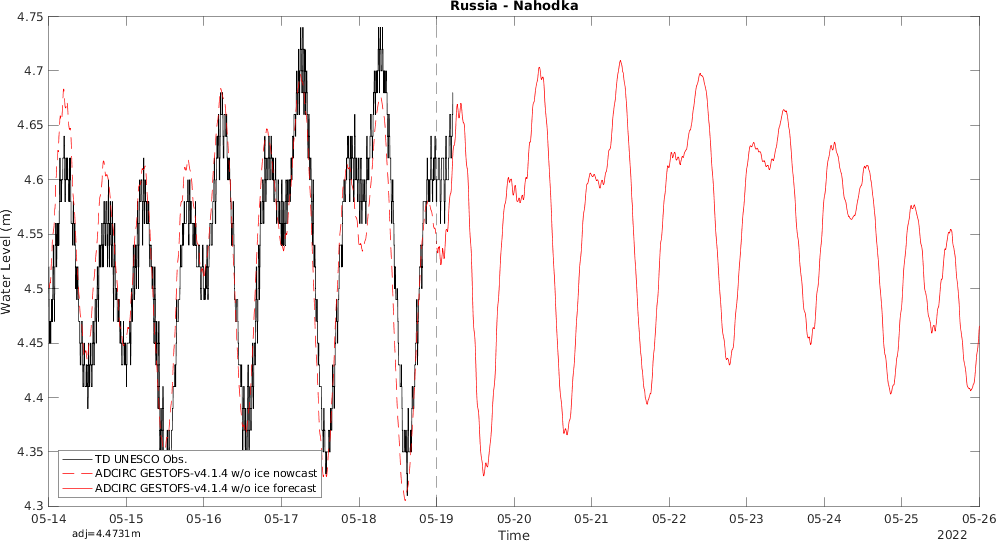 Russia - Nahodka
Water Level (m)
4.75
4.7
4.65
4.6
4.55
4.5
4.45
4.4
4.35
4.3
TD UNESCO Obs.
ADCIRC GESTOFS-v4.1.4 w/o ice nowcast
ADCIRC GESTOFS-v4.1.4 w/o ice forecast
05-14 05-15 05-16 05-17 05-18 05-19 05-20 05-21 05-22 05-23 05-24 05-25 05-26
adj=4.4731m Time 2022